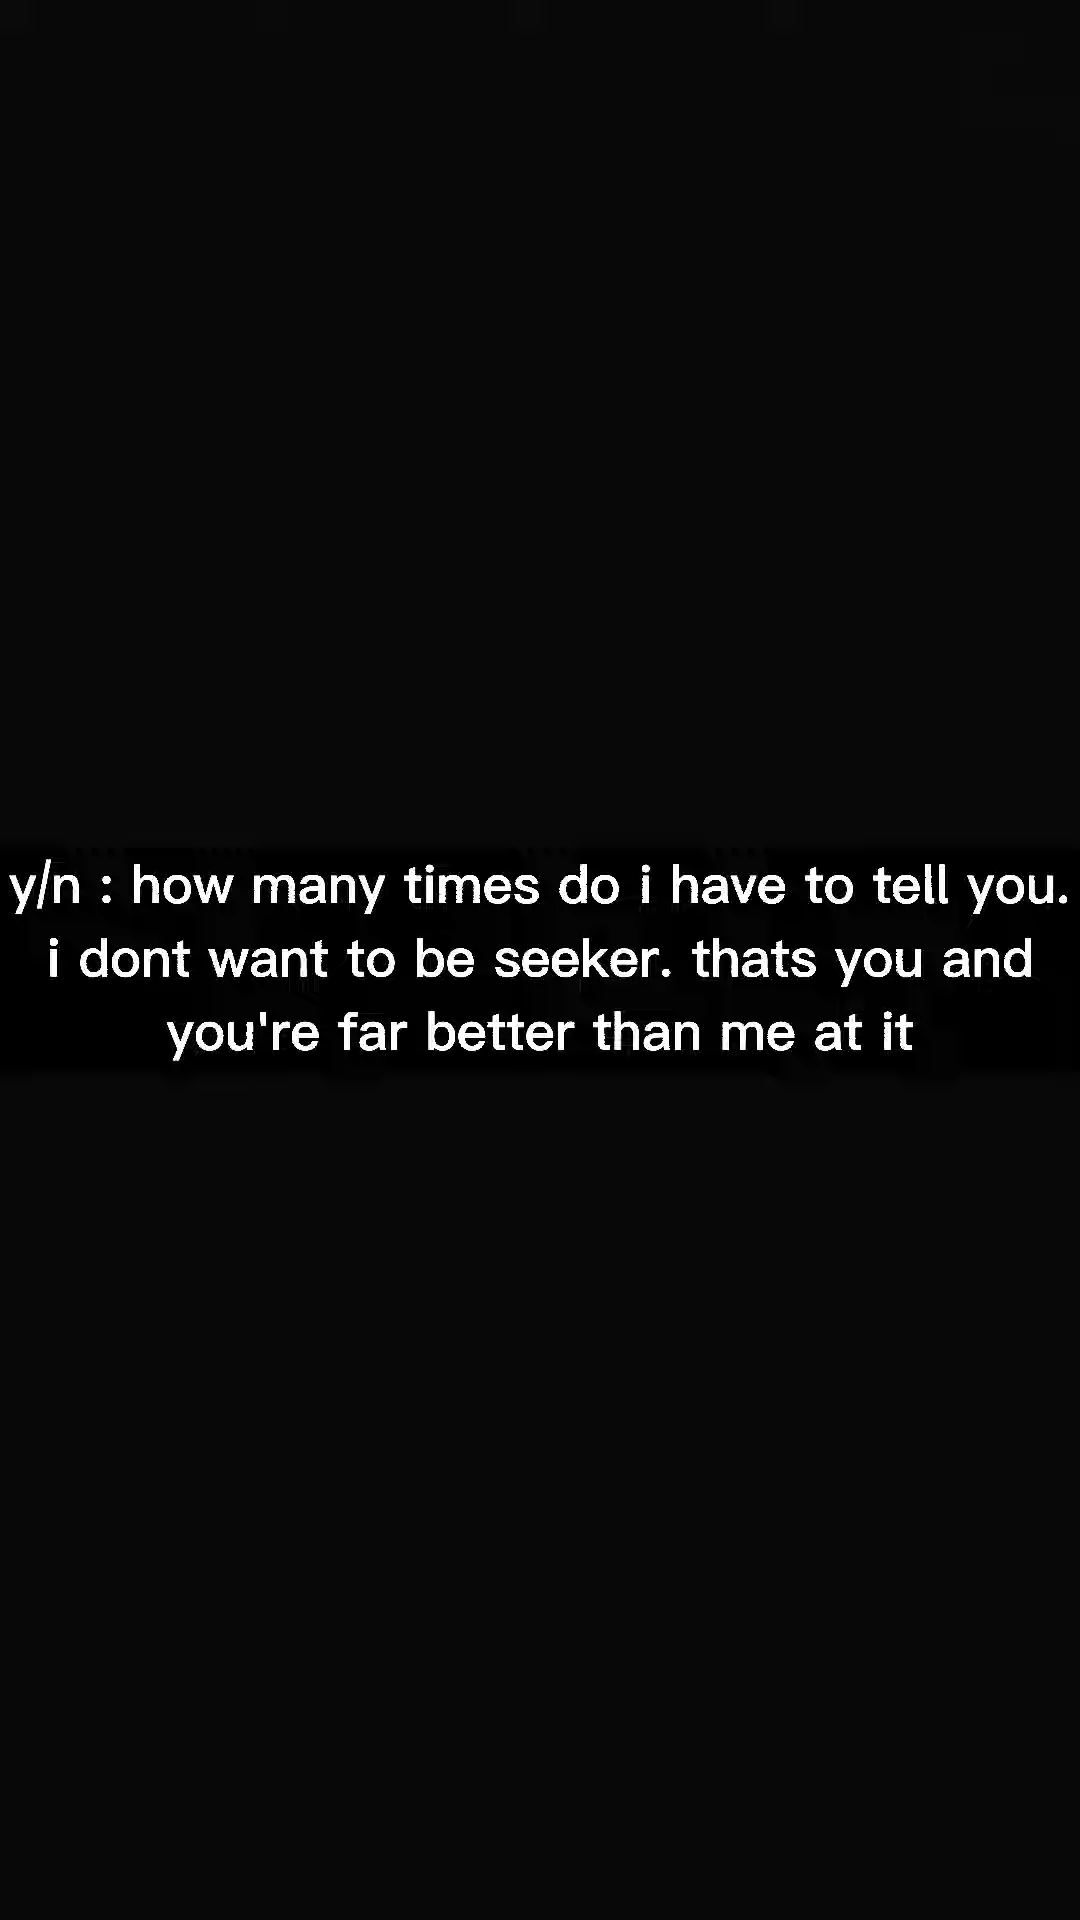 y/n : how many times do i have to tell you.
i dont want to be seeker. thats you and
you're far better than me at it